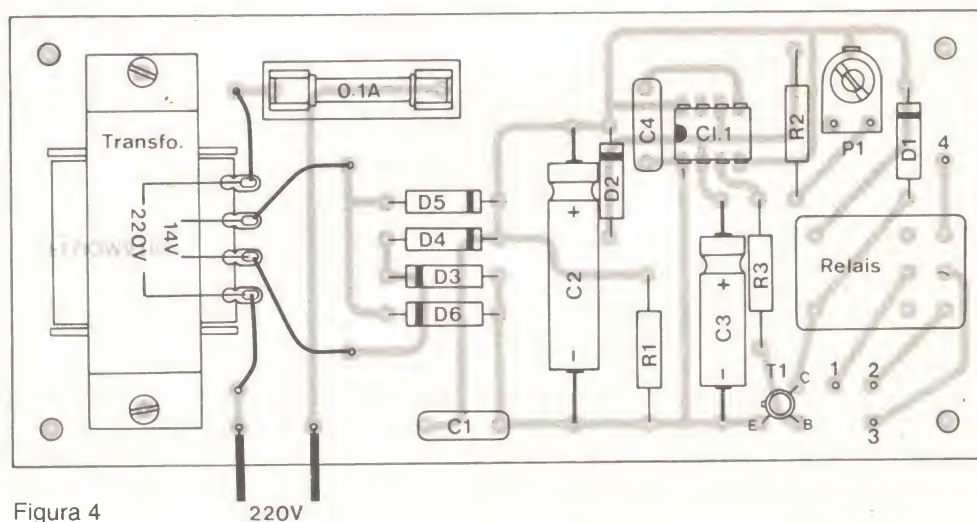 0.1A
Transfo.
220V
14V
D5
D4
D3
D6
C1
C2
+
−
D2
C4
CI.1
R2
P1
D1
4
Relais
R1
C3
+
−
R3
T1
C
E
B
1
2
3
Figura 4
220V